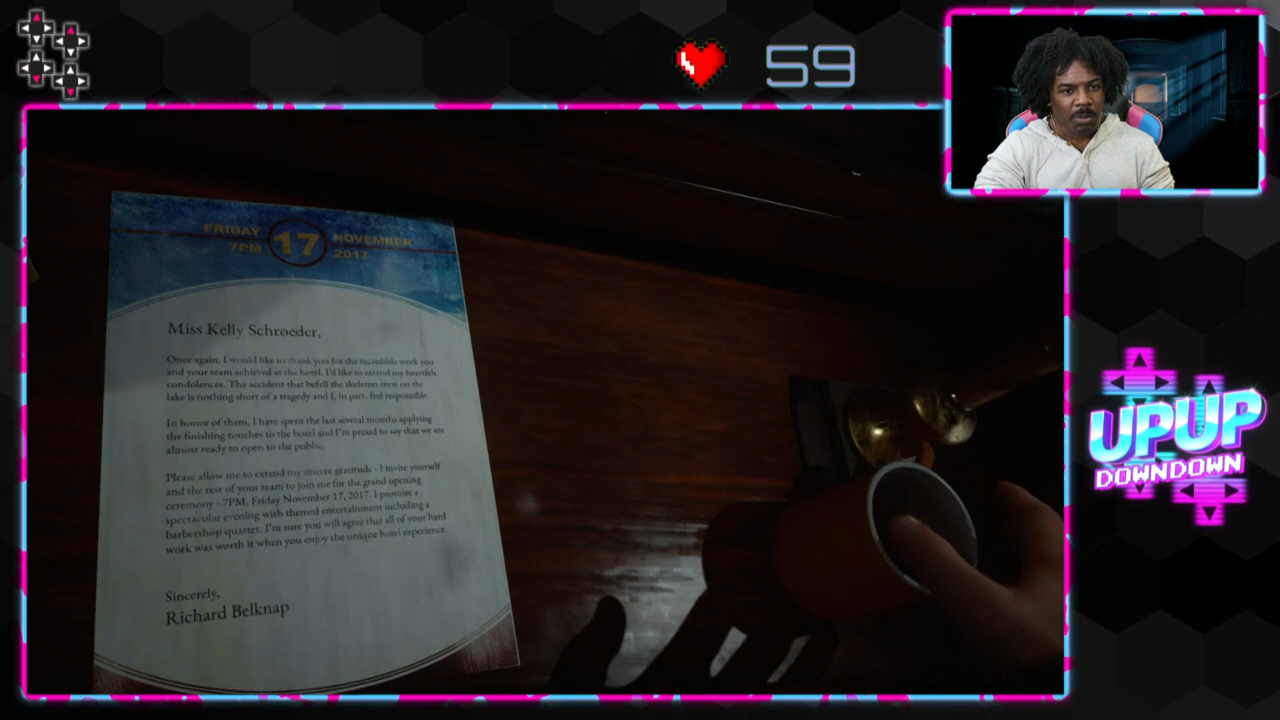 59
FRIDAY 17 NOVEMBER
7PM 2017
Miss Kelly Schroeder,
Once again, I would like to thank you for the incredible work you
and your team achieved at the hotel. I'd like to extend my heartfelt
condolences. The accident that befell the skeleton crew on the
lake is nothing short of a tragedy and I, in part, feel responsible.
In honor of them, I have spent the last several months applying
the finishing touches to the hotel and I'm proud to say that we are
almost ready to open to the public.
Please allow me to extend my sincere gratitude - I invite yourself
and the rest of your team to join me for the grand opening
ceremony - 7PM, Friday November 17, 2017. I promise a
spectacular evening with themed entertainment including a
barbershop quartet. I'm sure you will agree that all of your hard
work was worth it when you enjoy the unique hotel experience.
Sincerely,
Richard Belknap
UPUP
DOWNDOWN